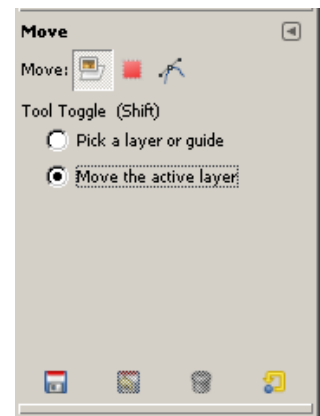 Move
Move:
Tool Toggle (Shift)
Pick a layer or guide
Move the active layer